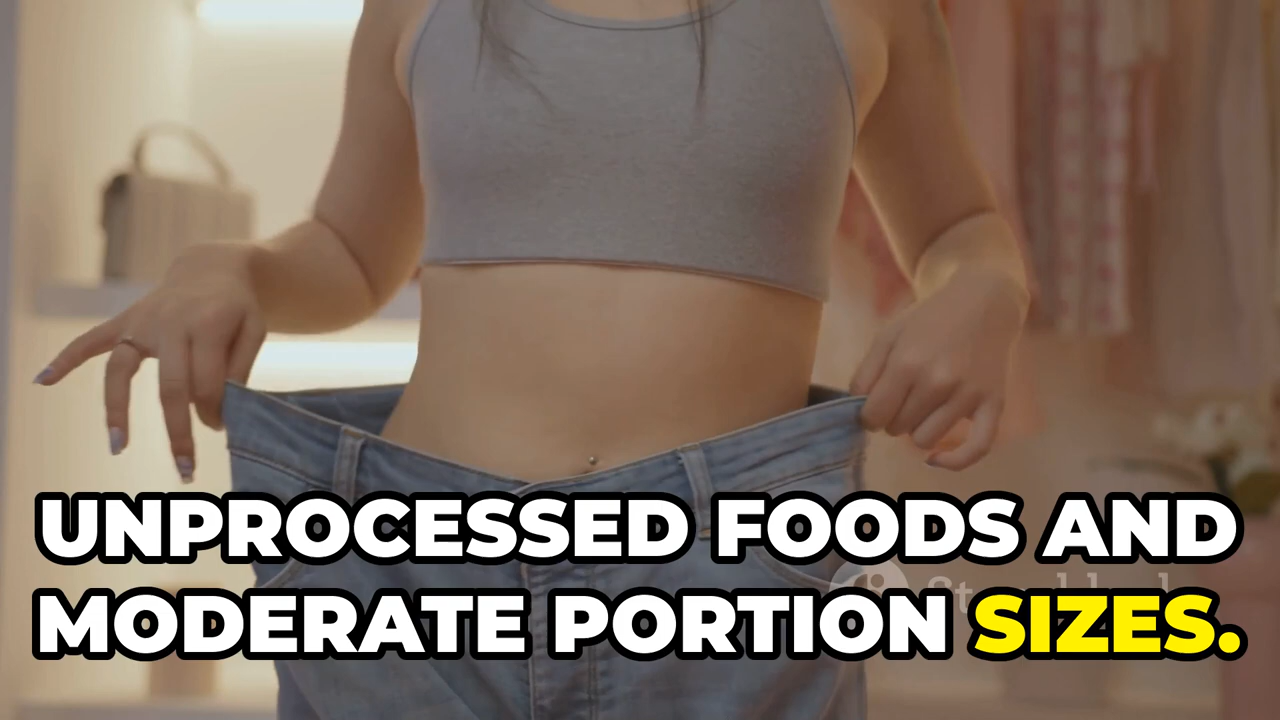 UNPROCESSED FOODS AND
MODERATE PORTION SIZES.